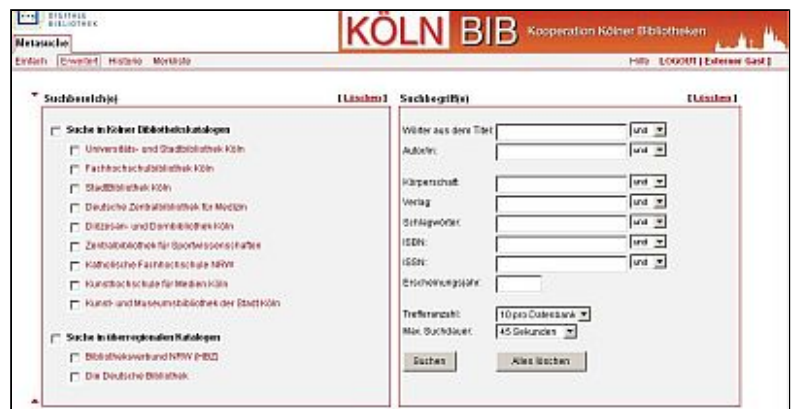 DIGITALE
BIBLIOTHEK
KÖLN BIB Kooperation Kölner Bibliotheken
Metasuche
Einfach Erweitert Historie Merkliste
Hilfe LOGOUT [ Externer Gast ]
Suchbereich(e) [ Löschen ]
Suche in Kölner Bibliothekskatalogen
Universitäts- und Stadtbibliothek Köln
Fachhochschulbibliothek Köln
StadtBibliothek Köln
Deutsche Zentralbibliothek für Medizin
Diözesan- und Dombibliothek Köln
Zentralbibliothek für Sportwissenschaften
Katholische Fachhochschule NRW
Kunsthochschule für Medien Köln
Kunst- und Museumsbibliothek der Stadt Köln
Suche in überregionalen Katalogen
Bibliotheksverbund NRW (HBZ)
Die Deutsche Bibliothek
Suchbegriff(e) [ Löschen ]
Wörter aus dem Titel: und
Autor/in: und
Körperschaft: und
Verlag: und
Schlagwörter: und
ISBN: und
ISSN: und
Erscheinungsjahr:
Trefferanzahl: 10 pro Datenbank
Max. Suchdauer: 45 Sekunden
Suchen Alles löschen